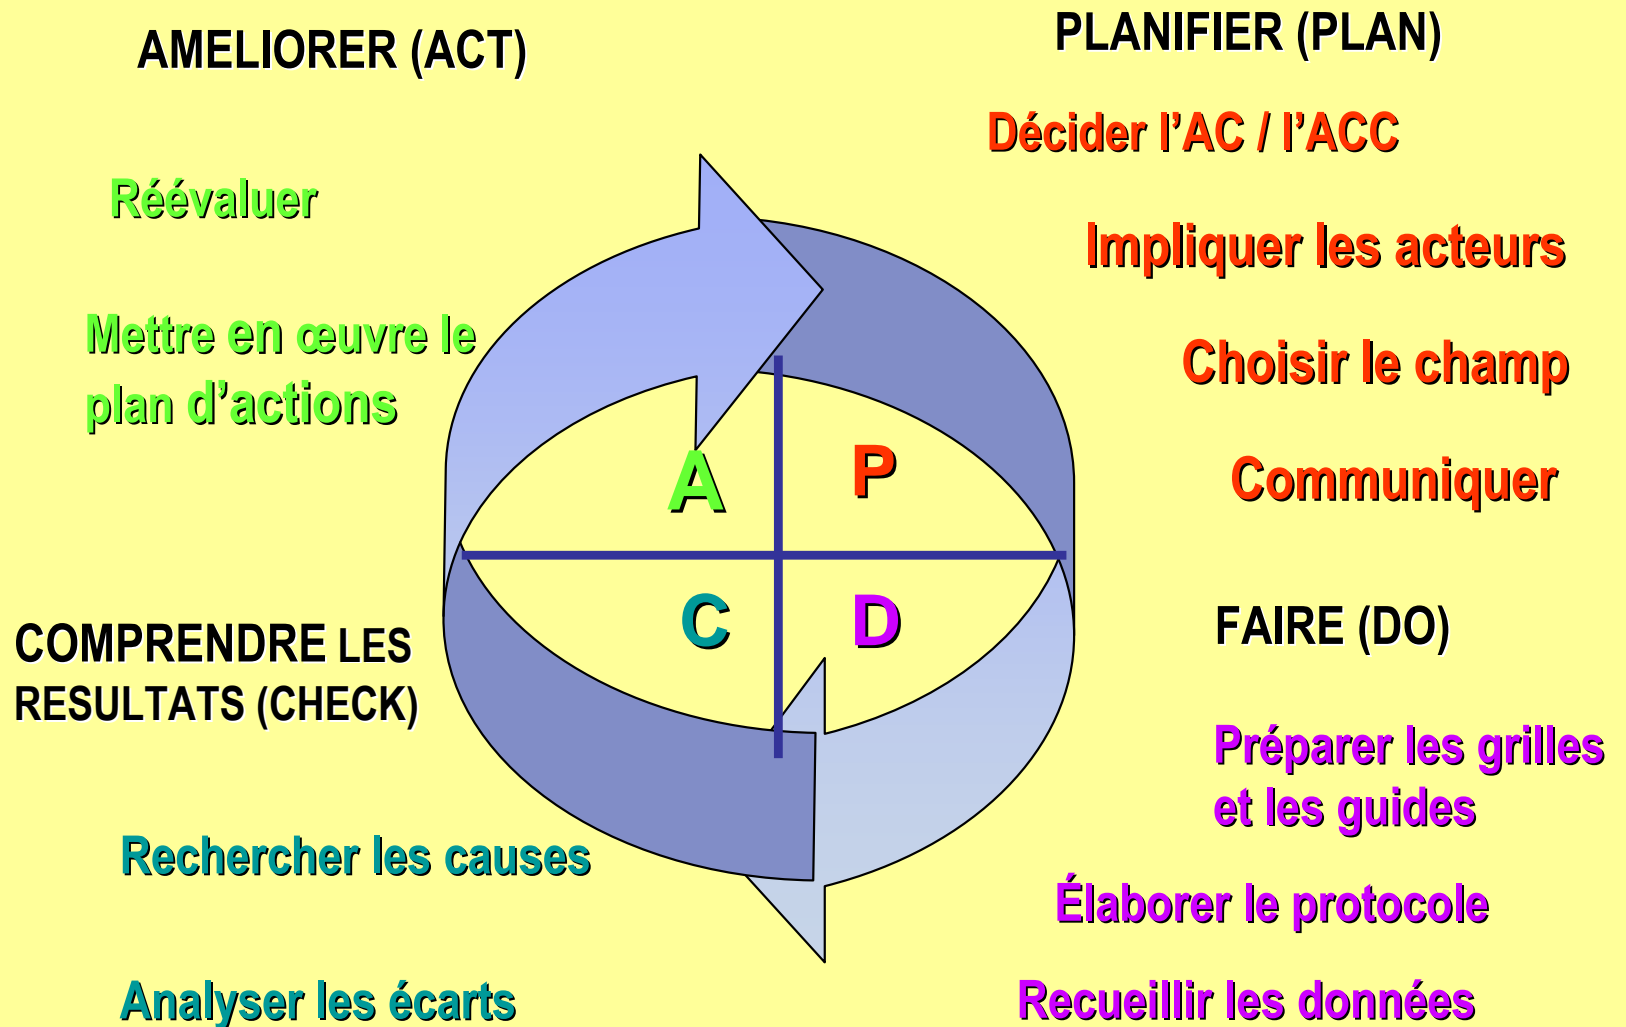 AMELIORER (ACT)
Réévaluer
Mettre en œuvre le
plan d’actions
PLANIFIER (PLAN)
Décider l’AC / l’ACC
Impliquer les acteurs
Choisir le champ
Communiquer
A
P
C
D
COMPRENDRE LES
RESULTATS (CHECK)
Rechercher les causes
Analyser les écarts
FAIRE (DO)
Préparer les grilles
et les guides
Élaborer le protocole
Recueillir les données